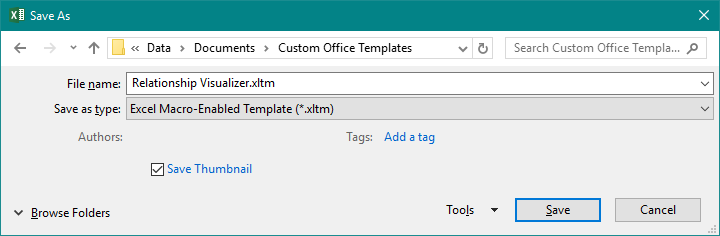 Save As
« Data › Documents › Custom Office Templates
Search Custom Office Templa...
File name: Relationship Visualizer.xltm
Save as type: Excel Macro-Enabled Template (*.xltm)
Authors: Tags: Add a tag
Save Thumbnail
Browse Folders Tools Save Cancel